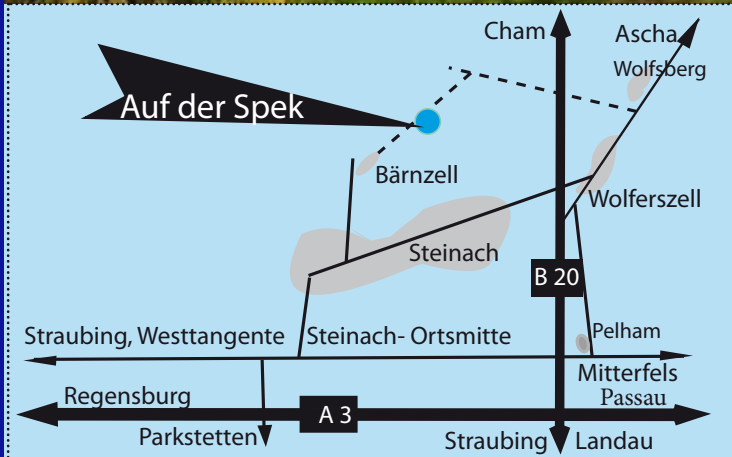 Cham
Ascha
Wolfsberg
Auf der Spek
Bärnzell
Wolferszell
Steinach
B 20
Pelham
Straubing, Westtangente
Steinach- Ortsmitte
Mitterfels
Regensburg
Passau
A 3
Parkstetten
Straubing
Landau